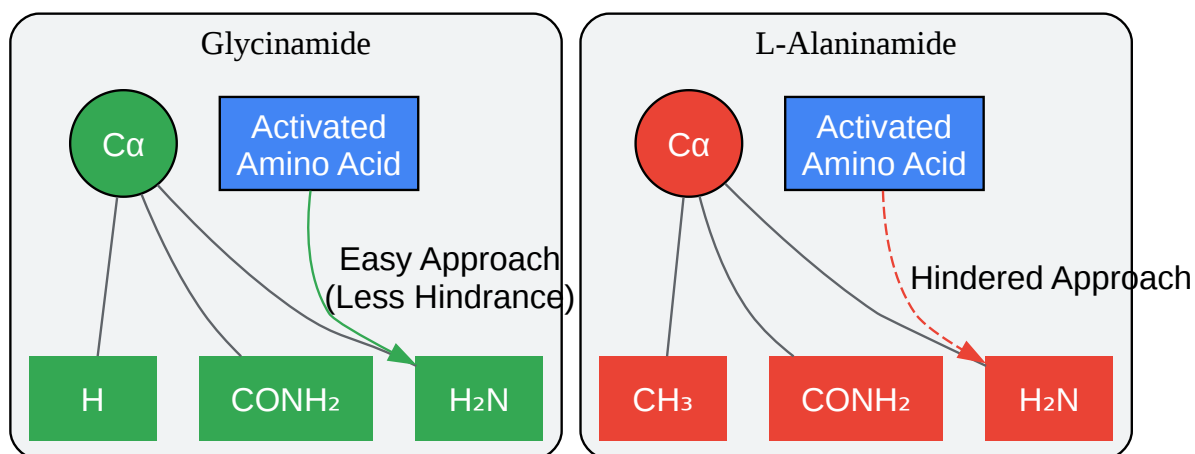 Glycinamide
Cα
Activated
Amino Acid
Easy Approach
(Less Hindrance)
H
CONH₂
H₂N
L-Alaninamide
Cα
Activated
Amino Acid
Hindered Approach
CH₃
CONH₂
H₂N